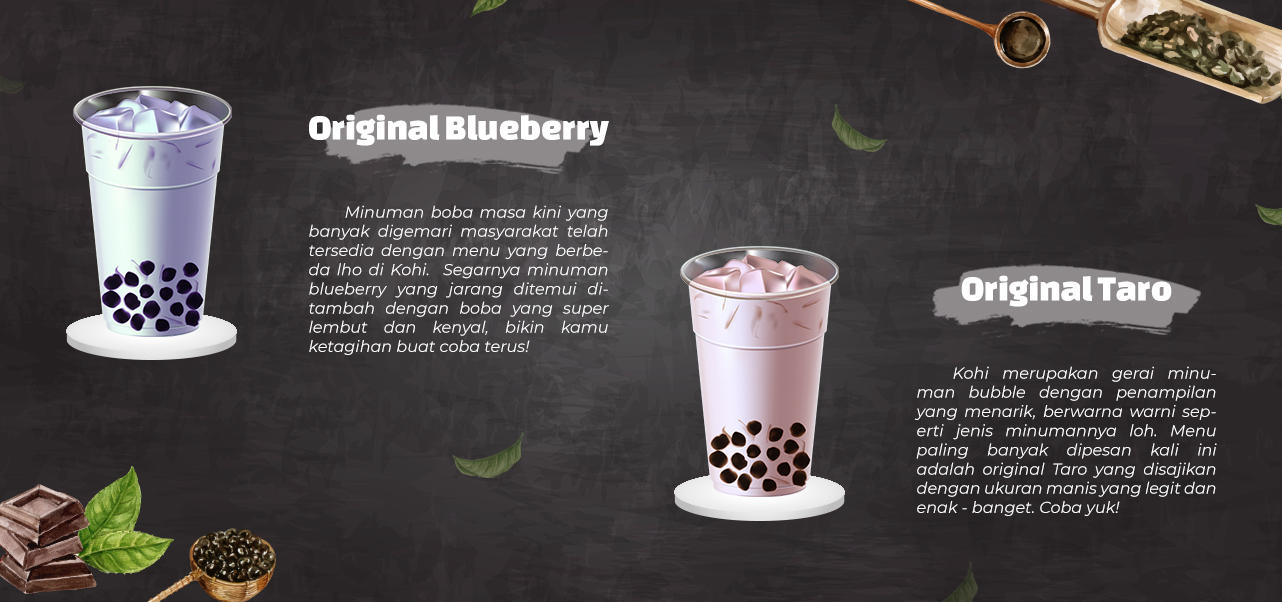 Original Blueberry
Minuman boba masa kini yang
banyak digemari masyarakat telah
tersedia dengan menu yang berbe-
da lho di Kohi. Segarnya minuman
blueberry yang jarang ditemui di-
tambah dengan boba yang super
lembut dan kenyal, bikin kamu
ketagihan buat coba terus!
Original Taro
Kohi merupakan gerai minu-
man bubble dengan penampilan
yang menarik, berwarna warni sep-
erti jenis minumannya loh. Menu
paling banyak dipesan kali ini
adalah original Taro yang disajikan
dengan ukuran manis yang legit dan
enak - banget. Coba yuk!